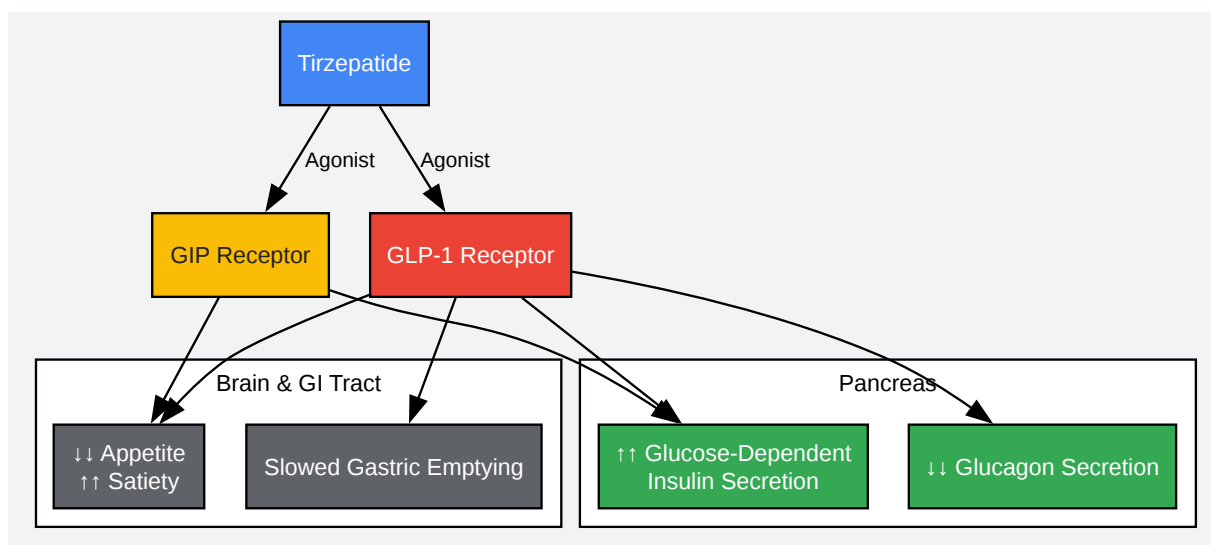 Tirzepatide
Agonist
Agonist
GIP Receptor
GLP-1 Receptor
Brain & GI Tract
↓↓ Appetite
↑↑ Satiety
Slowed Gastric Emptying
Pancreas
↑↑ Glucose-Dependent
Insulin Secretion
↓↓ Glucagon Secretion